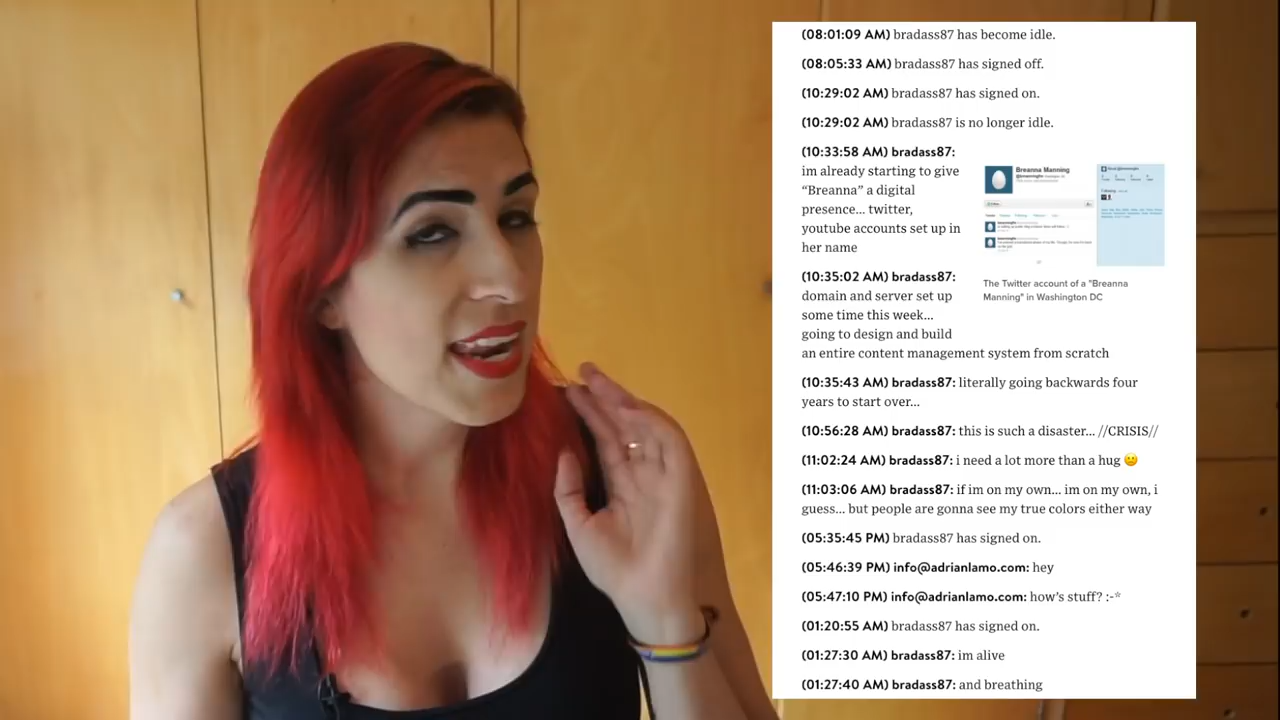 (08:01:09 AM) bradass87 has become idle.
(08:05:33 AM) bradass87 has signed off.
(10:29:02 AM) bradass87 has signed on.
(10:29:02 AM) bradass87 is no longer idle.
(10:33:58 AM) bradass87:
im already starting to give
“Breanna” a digital
presence… twitter,
youtube accounts set up in
her name
Breanna Manning
The Twitter account of a "Breanna
Manning" in Washington DC
(10:35:02 AM) bradass87:
domain and server set up
some time this week…
going to design and build
an entire content management system from scratch
(10:35:43 AM) bradass87: literally going backwards four
years to start over…
(10:56:28 AM) bradass87: this is such a disaster… //CRISIS//
(11:02:24 AM) bradass87: i need a lot more than a hug 🙁
(11:03:06 AM) bradass87: if im on my own… im on my own, i
guess… but people are gonna see my true colors either way
(05:35:45 PM) bradass87 has signed on.
(05:46:39 PM) info@adrianlamo.com: hey
(05:47:10 PM) info@adrianlamo.com: how’s stuff? :-*
(01:20:55 AM) bradass87 has signed on.
(01:27:30 AM) bradass87: im alive
(01:27:40 AM) bradass87: and breathing